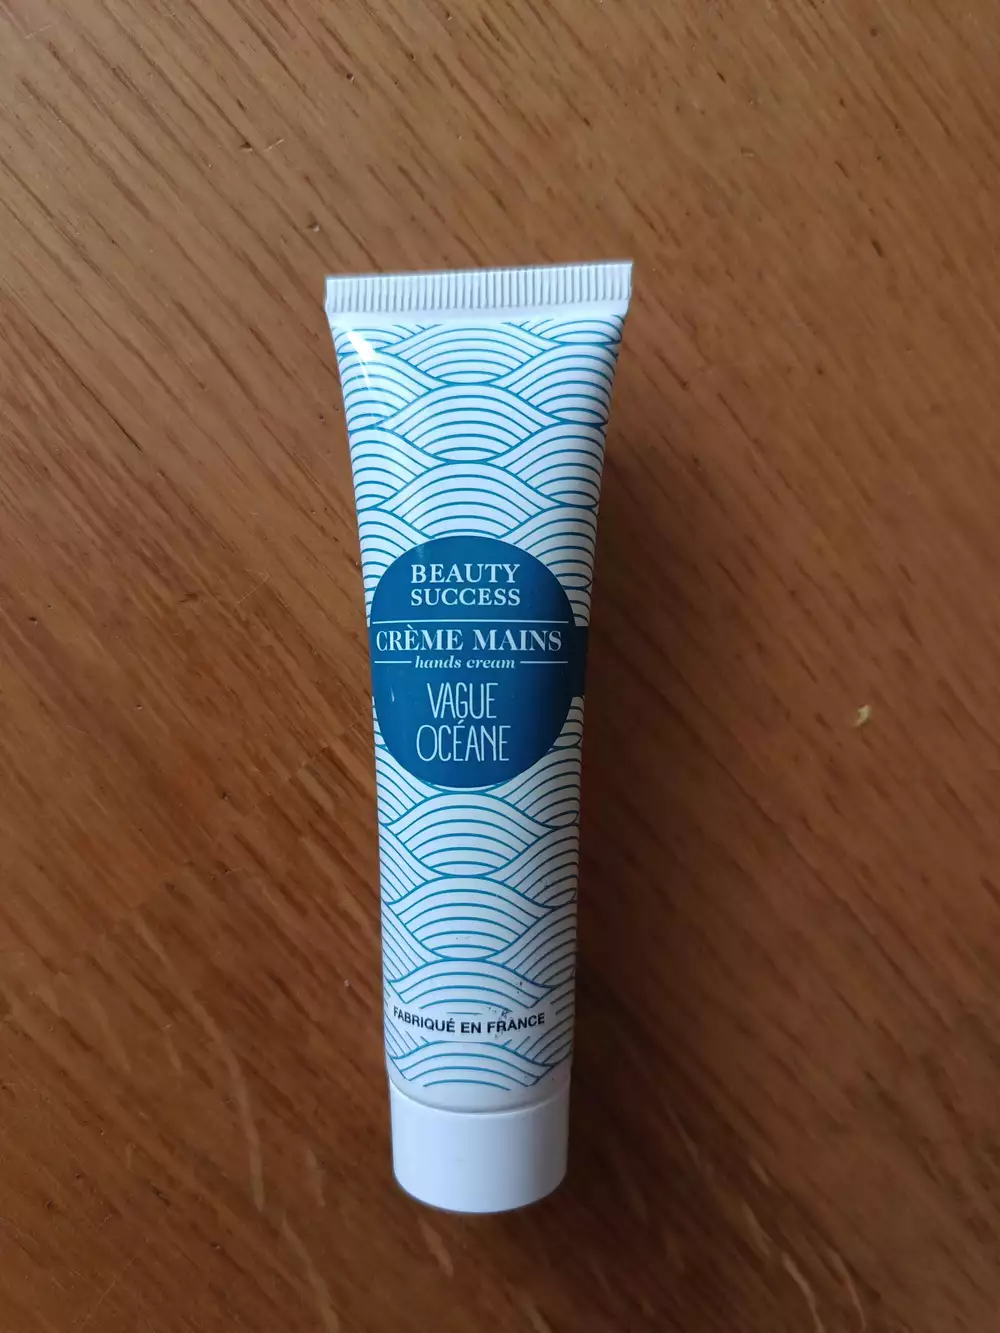 BEAUTY
SUCCESS
CRÈME MAINS
hands cream
VAGUE
OCÉANE
FABRIQUÉ EN FRANCE